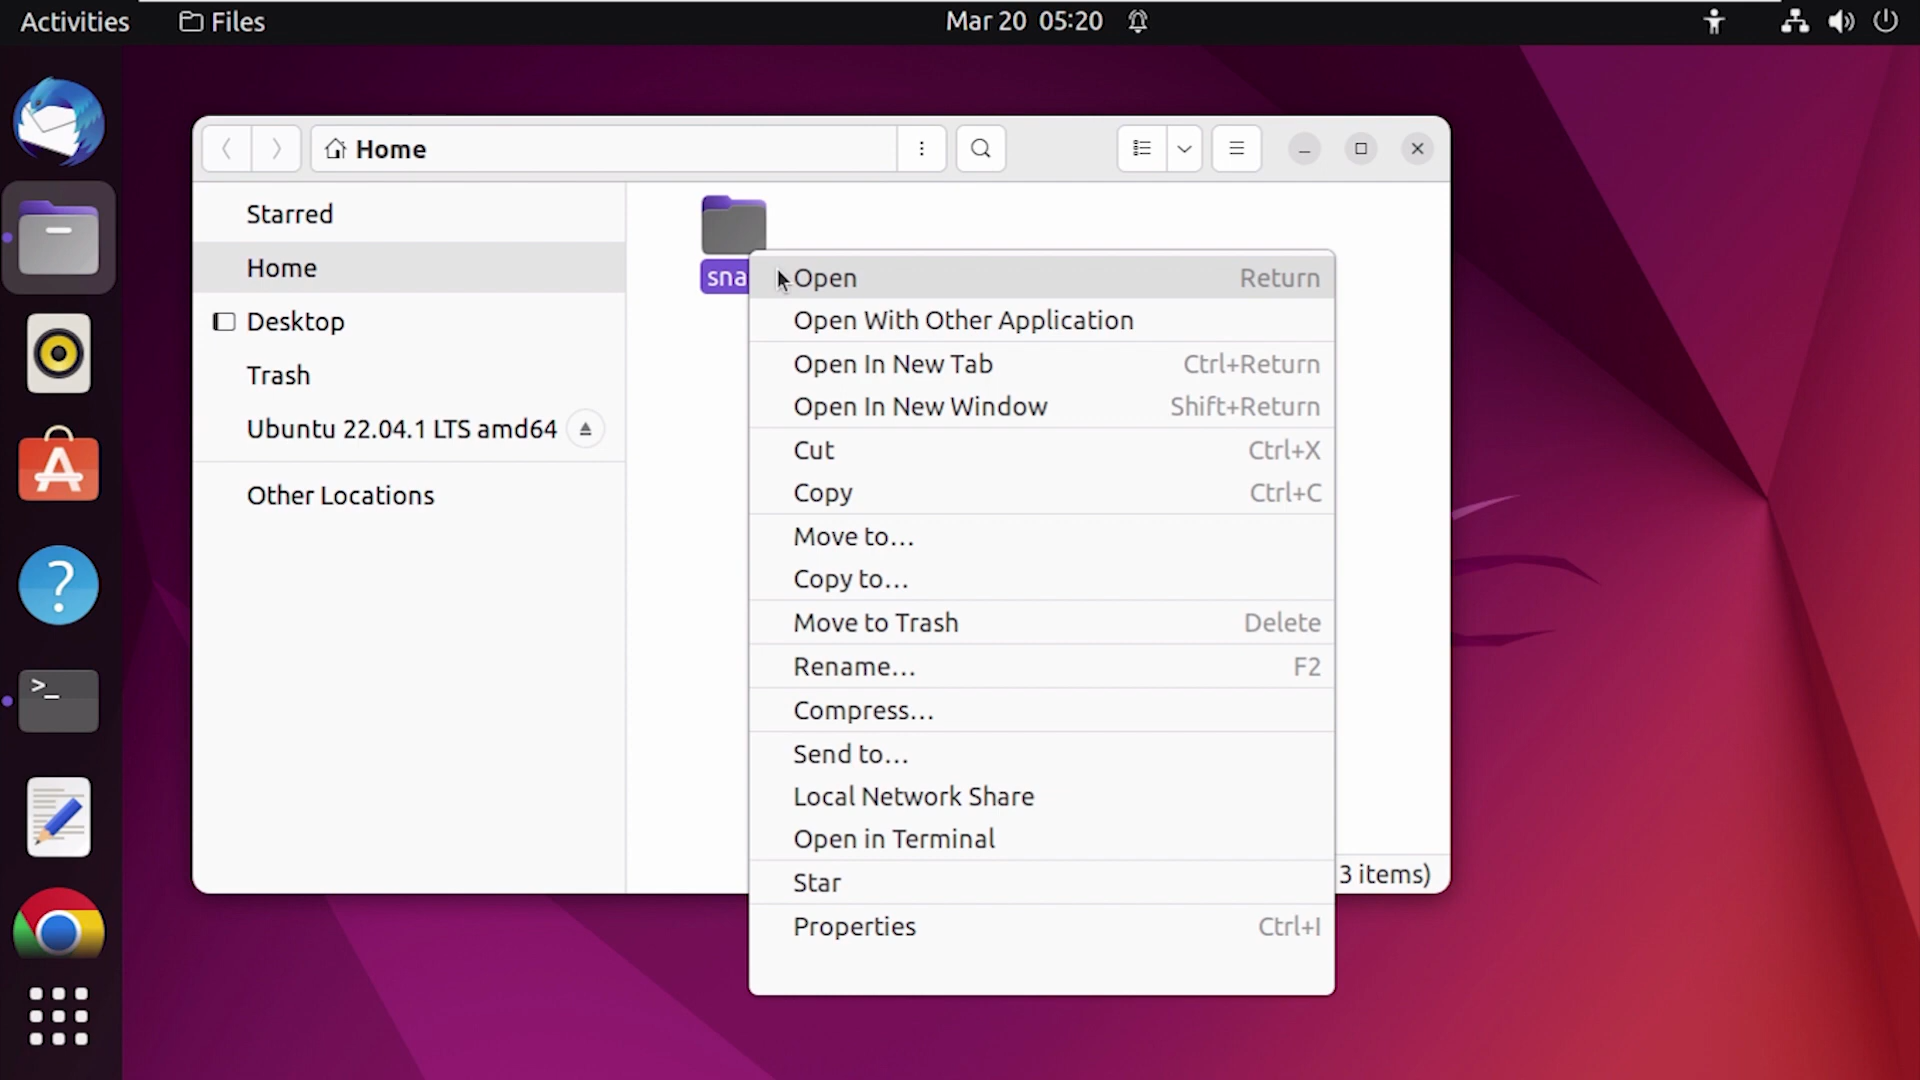 Activities
Files
Mar 20 05:20
Home
Starred
Home
Desktop
Trash
Ubuntu 22.04.1 LTS amd64
Other Locations
sna
Open Return
Open With Other Application
Open In New Tab Ctrl+Return
Open In New Window Shift+Return
Cut Ctrl+X
Copy Ctrl+C
Move to…
Copy to…
Move to Trash Delete
Rename… F2
Compress…
Send to…
Local Network Share
Open in Terminal
Star
Properties Ctrl+I
3 items)